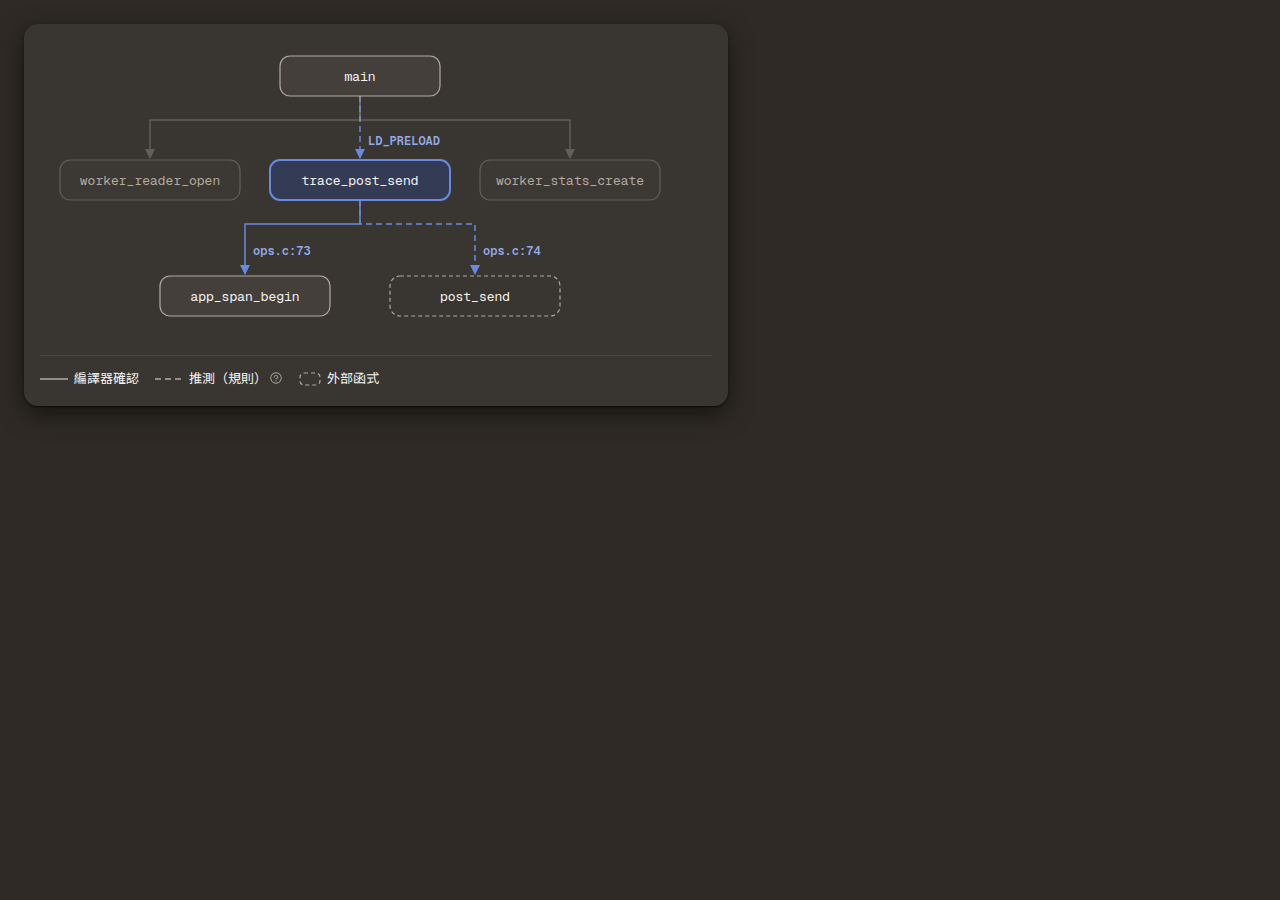 main
LD_PRELOAD
worker_reader_open
trace_post_send
worker_stats_create
ops.c:73
ops.c:74
app_span_begin
post_send
編譯器確認
推測（規則） ?
外部函式